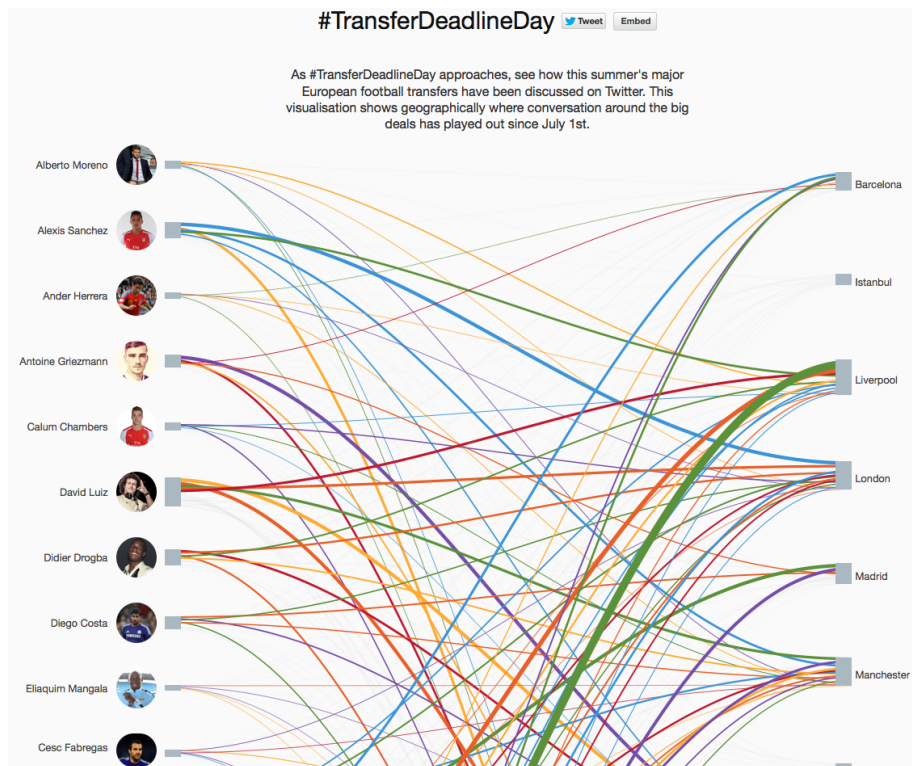 #TransferDeadlineDay Tweet Embed
As #TransferDeadlineDay approaches, see how this summer's major
European football transfers have been discussed on Twitter. This
visualisation shows geographically where conversation around the big
deals has played out since July 1st.
Alberto Moreno
Barcelona
Alexis Sanchez
Istanbul
Ander Herrera
Antoine Griezmann
Liverpool
Calum Chambers
London
David Luiz
Didier Drogba
Madrid
Diego Costa
Manchester
Eliaquim Mangala
Cesc Fabregas